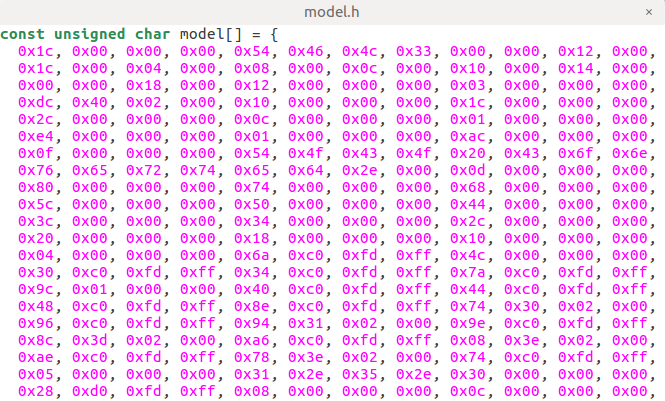 model.h ×
const unsigned char model[] = {
0x1c, 0x00, 0x00, 0x00, 0x54, 0x46, 0x4c, 0x33, 0x00, 0x00, 0x12, 0x00,
0x1c, 0x00, 0x04, 0x00, 0x08, 0x00, 0x0c, 0x00, 0x10, 0x00, 0x14, 0x00,
0x00, 0x00, 0x18, 0x00, 0x12, 0x00, 0x00, 0x00, 0x03, 0x00, 0x00, 0x00,
0xdc, 0x40, 0x02, 0x00, 0x10, 0x00, 0x00, 0x00, 0x1c, 0x00, 0x00, 0x00,
0x2c, 0x00, 0x00, 0x00, 0x0c, 0x00, 0x00, 0x00, 0x01, 0x00, 0x00, 0x00,
0xe4, 0x00, 0x00, 0x00, 0x01, 0x00, 0x00, 0x00, 0xac, 0x00, 0x00, 0x00,
0x0f, 0x00, 0x00, 0x00, 0x54, 0x4f, 0x43, 0x4f, 0x20, 0x43, 0x6f, 0x6e,
0x76, 0x65, 0x72, 0x74, 0x65, 0x64, 0x2e, 0x00, 0x0d, 0x00, 0x00, 0x00,
0x80, 0x00, 0x00, 0x00, 0x74, 0x00, 0x00, 0x00, 0x68, 0x00, 0x00, 0x00,
0x5c, 0x00, 0x00, 0x00, 0x50, 0x00, 0x00, 0x00, 0x44, 0x00, 0x00, 0x00,
0x3c, 0x00, 0x00, 0x00, 0x34, 0x00, 0x00, 0x00, 0x2c, 0x00, 0x00, 0x00,
0x20, 0x00, 0x00, 0x00, 0x18, 0x00, 0x00, 0x00, 0x10, 0x00, 0x00, 0x00,
0x04, 0x00, 0x00, 0x00, 0x6a, 0xc0, 0xfd, 0xff, 0x4c, 0x00, 0x00, 0x00,
0x30, 0xc0, 0xfd, 0xff, 0x34, 0xc0, 0xfd, 0xff, 0x7a, 0xc0, 0xfd, 0xff,
0x9c, 0x01, 0x00, 0x00, 0x40, 0xc0, 0xfd, 0xff, 0x44, 0xc0, 0xfd, 0xff,
0x48, 0xc0, 0xfd, 0xff, 0x8e, 0xc0, 0xfd, 0xff, 0x74, 0x30, 0x02, 0x00,
0x96, 0xc0, 0xfd, 0xff, 0x94, 0x31, 0x02, 0x00, 0x9e, 0xc0, 0xfd, 0xff,
0x8c, 0x3d, 0x02, 0x00, 0xa6, 0xc0, 0xfd, 0xff, 0x08, 0x3e, 0x02, 0x00,
0xae, 0xc0, 0xfd, 0xff, 0x78, 0x3e, 0x02, 0x00, 0x74, 0xc0, 0xfd, 0xff,
0x05, 0x00, 0x00, 0x00, 0x31, 0x2e, 0x35, 0x2e, 0x30, 0x00, 0x00, 0x00,
0x28, 0xd0, 0xfd, 0xff, 0x08, 0x00, 0x00, 0x00, 0x0c, 0x00, 0x00, 0x00,